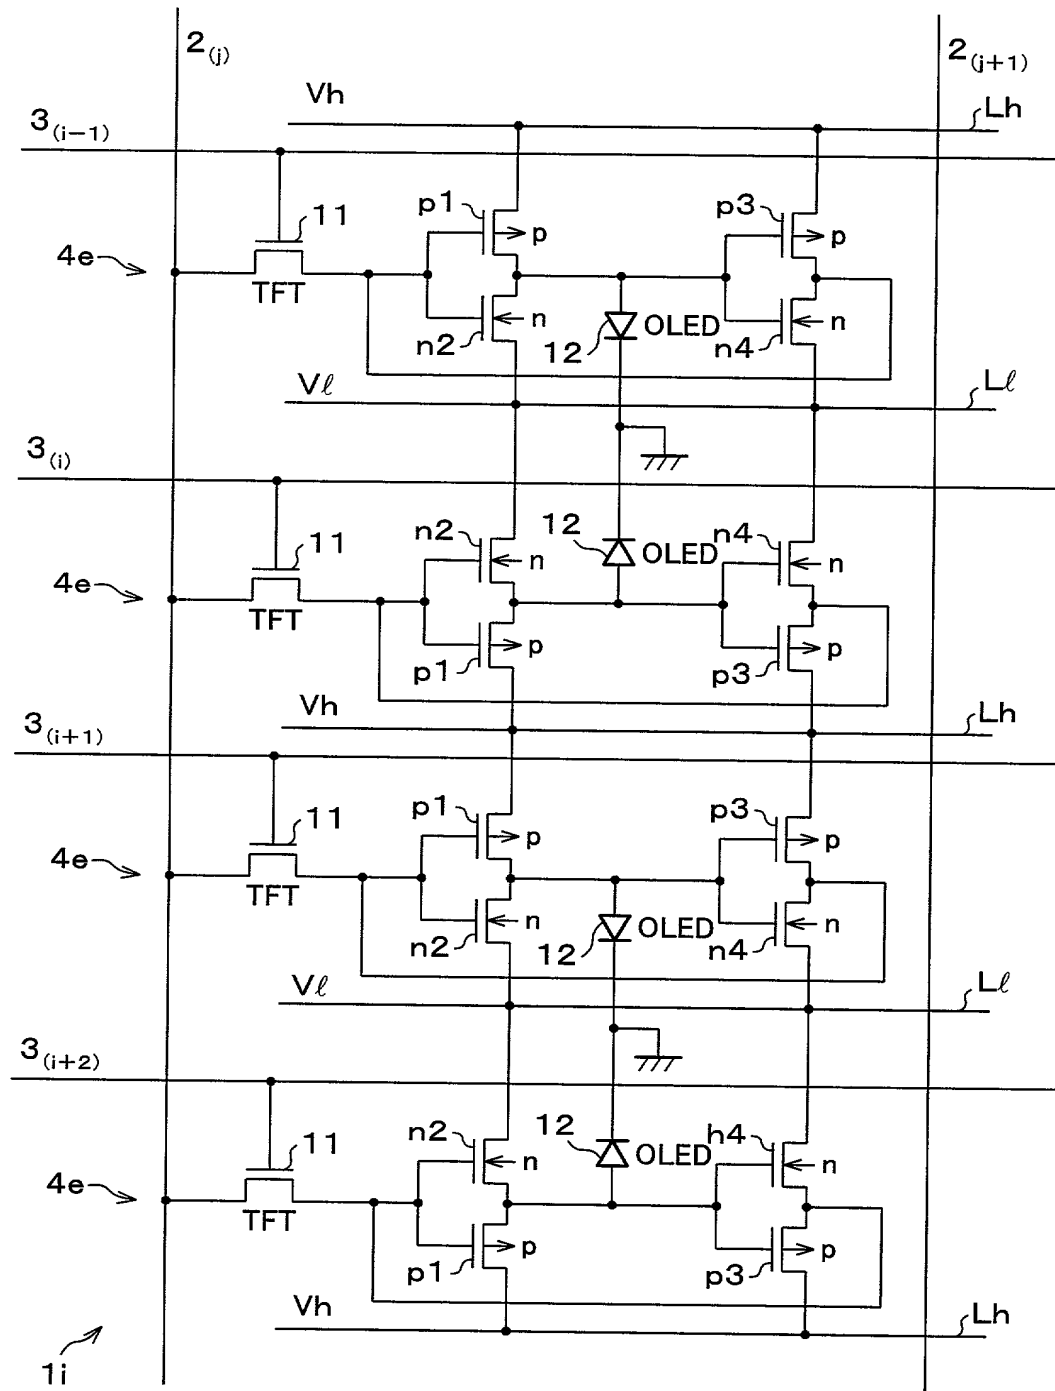 2(j)
2(j+1)
Vh
Lh
3(i-1)
p1
p3
11
p
p
4e
TFT
n
OLED
n
n2
12
n4
Vℓ
Lℓ
3(i)
n2
12
n4
11
n
OLED
n
4e
TFT
p
p
p1
p3
Vh
Lh
3(i+1)
p1
p3
11
p
p
4e
TFT
n
OLED
n
n2
12
n4
Vℓ
Lℓ
3(i+2)
n2
12
h4
11
n
OLED
n
4e
TFT
p
p
p1
p3
Vh
Lh
1i